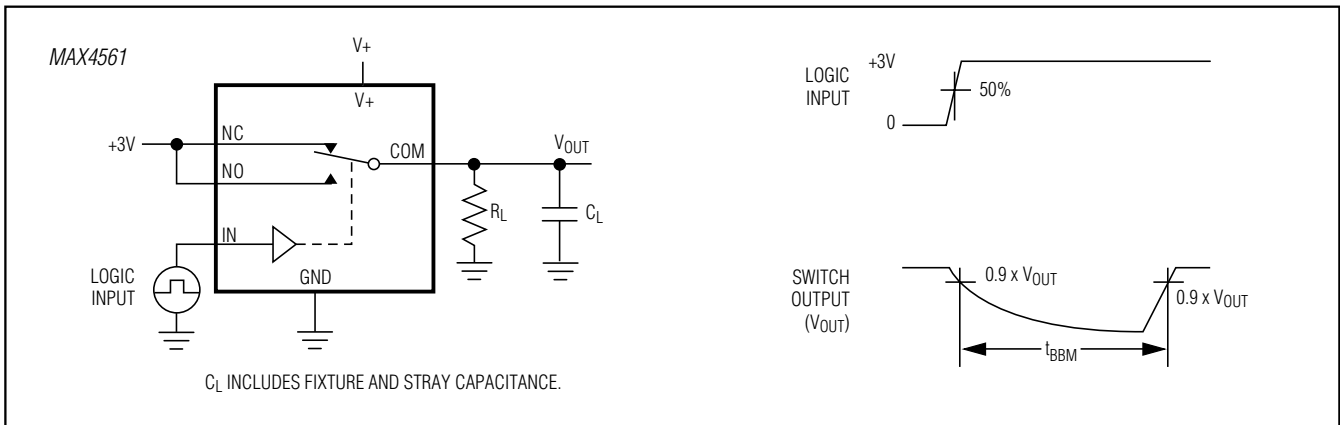 MAX4561
V+
V+
+3V
NC
NO
COM
VOUT
RL
CL
IN
LOGIC
INPUT
GND
CL INCLUDES FIXTURE AND STRAY CAPACITANCE.
LOGIC
INPUT
+3V
0
50%
SWITCH
OUTPUT
(VOUT)
0.9 x VOUT
0.9 x VOUT
tBBM